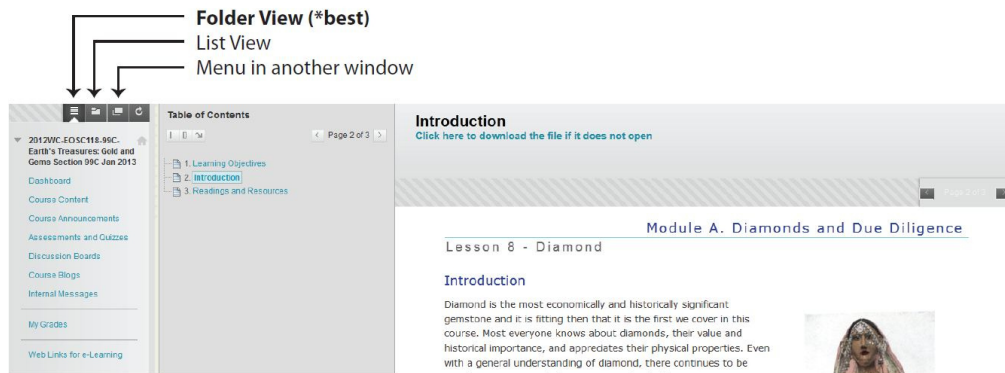 Folder View (*best)
List View
Menu in another window
2012WC-EOSC118-99C-
Earth's Treasures: Gold and
Gems Section 99C Jan 2013
Dashboard
Course Content
Course Announcements
Assessments and Quizzes
Discussion Boards
Course Blogs
Internal Messages
My Grades
Web Links for e-Learning
Table of Contents
Page 2 of 3
1. Learning Objectives
2. Introduction
3. Readings and Resources
Introduction
Click here to download the file if it does not open
Page 2 of 3
Module A. Diamonds and Due Diligence
Lesson 8 - Diamond
Introduction
Diamond is the most economically and historically significant
gemstone and it is fitting then that it is the first we cover in this
course. Most everyone knows about diamonds, their value and
historical importance, and appreciates their physical properties. Even
with a general understanding of diamond, there continues to be